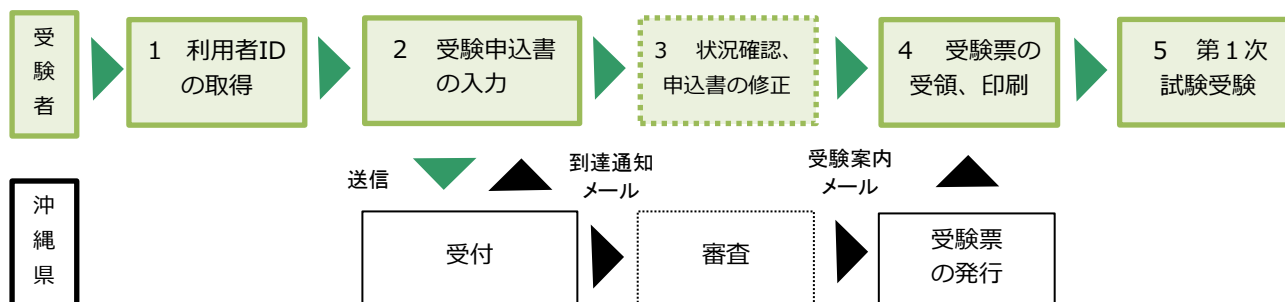 受
験
者
1　利用者ID
の取得
2　受験申込書
の入力
3　状況確認、
申込書の修正
4　受験票の
受領、印刷
5　第１次
試験受験
送信
到達通知
メール
受験案内
メール
沖
縄
県
受付
審査
受験票
の発行